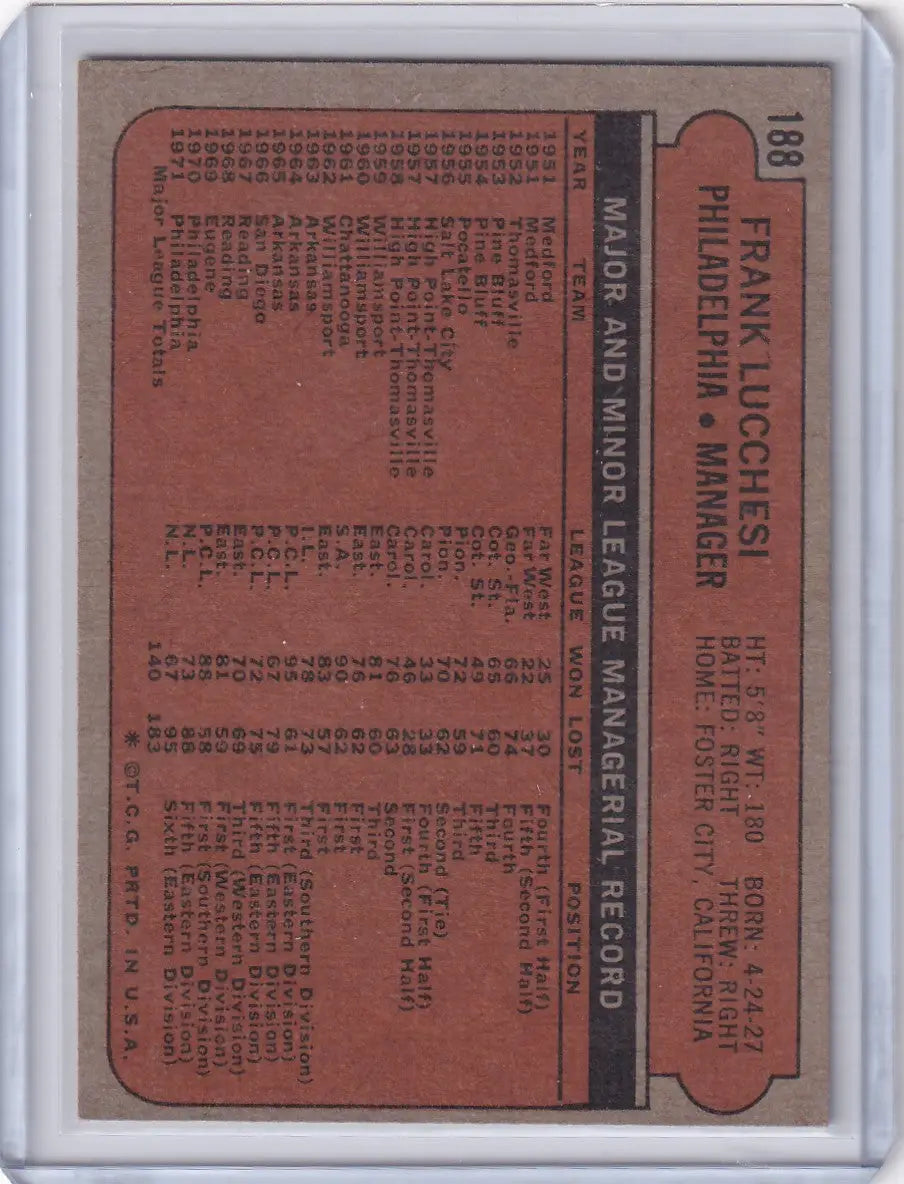 188
FRANK LUCCHESI
PHILADELPHIA • MANAGER
HT: 5'8" WT: 180 BORN: 4-24-27
BATTED: RIGHT THREW: RIGHT
HOME: FOSTER CITY, CALIFORNIA
MAJOR AND MINOR LEAGUE MANAGERIAL RECORD
YEAR TEAM LEAGUE WON LOST POSITION
1951 Medford Far West 25 30 Fourth (First Half)
1951 Medford Far West 22 37 Fifth (Second Half)
1952 Thomasville Geo.-Fla. 66 74 Fourth
1953 Pine Bluff Cot. St. 65 60 Third
1954 Pine Bluff Cot. St. 49 71 Fifth
1955 Pocatello Pion. 72 59 Third
1956 Salt Lake City Pion. 70 62 Second (Tie)
1957 High Point-Thomasville Carol. 33 33 Fourth (First Half)
1957 High Point-Thomasville Carol. 46 28 First (Second Half)
1958 High Point-Thomasville Carol. 76 63 Second
1959 Williamsport East. 81 60 Third
1960 Williamsport East. 76 62 First
1961 Chattanooga S.A. 90 62 First
1962 Williamsport East. 83 57 First
1963 Arkansas I.L. 78 73 Third (Southern Division)
1964 Arkansas P.C.L. 95 61 First (Eastern Division)
1965 Arkansas P.C.L. 67 79 Fifth (Eastern Division)
1966 San Diego P.C.L. 72 75 Fifth (Eastern Division)
1967 Reading East. 70 69 Third (Western Division)
1968 Reading East. 81 59 First (Western Division)
1969 Eugene P.C.L. 88 58 First (Southern Division)
1970 Philadelphia N.L. 73 88 Fifth (Eastern Division)
1971 Philadelphia N.L. 67 95 Sixth (Eastern Division)
Major League Totals 140 183
* ©T.C.G. PRTD. IN U.S.A.